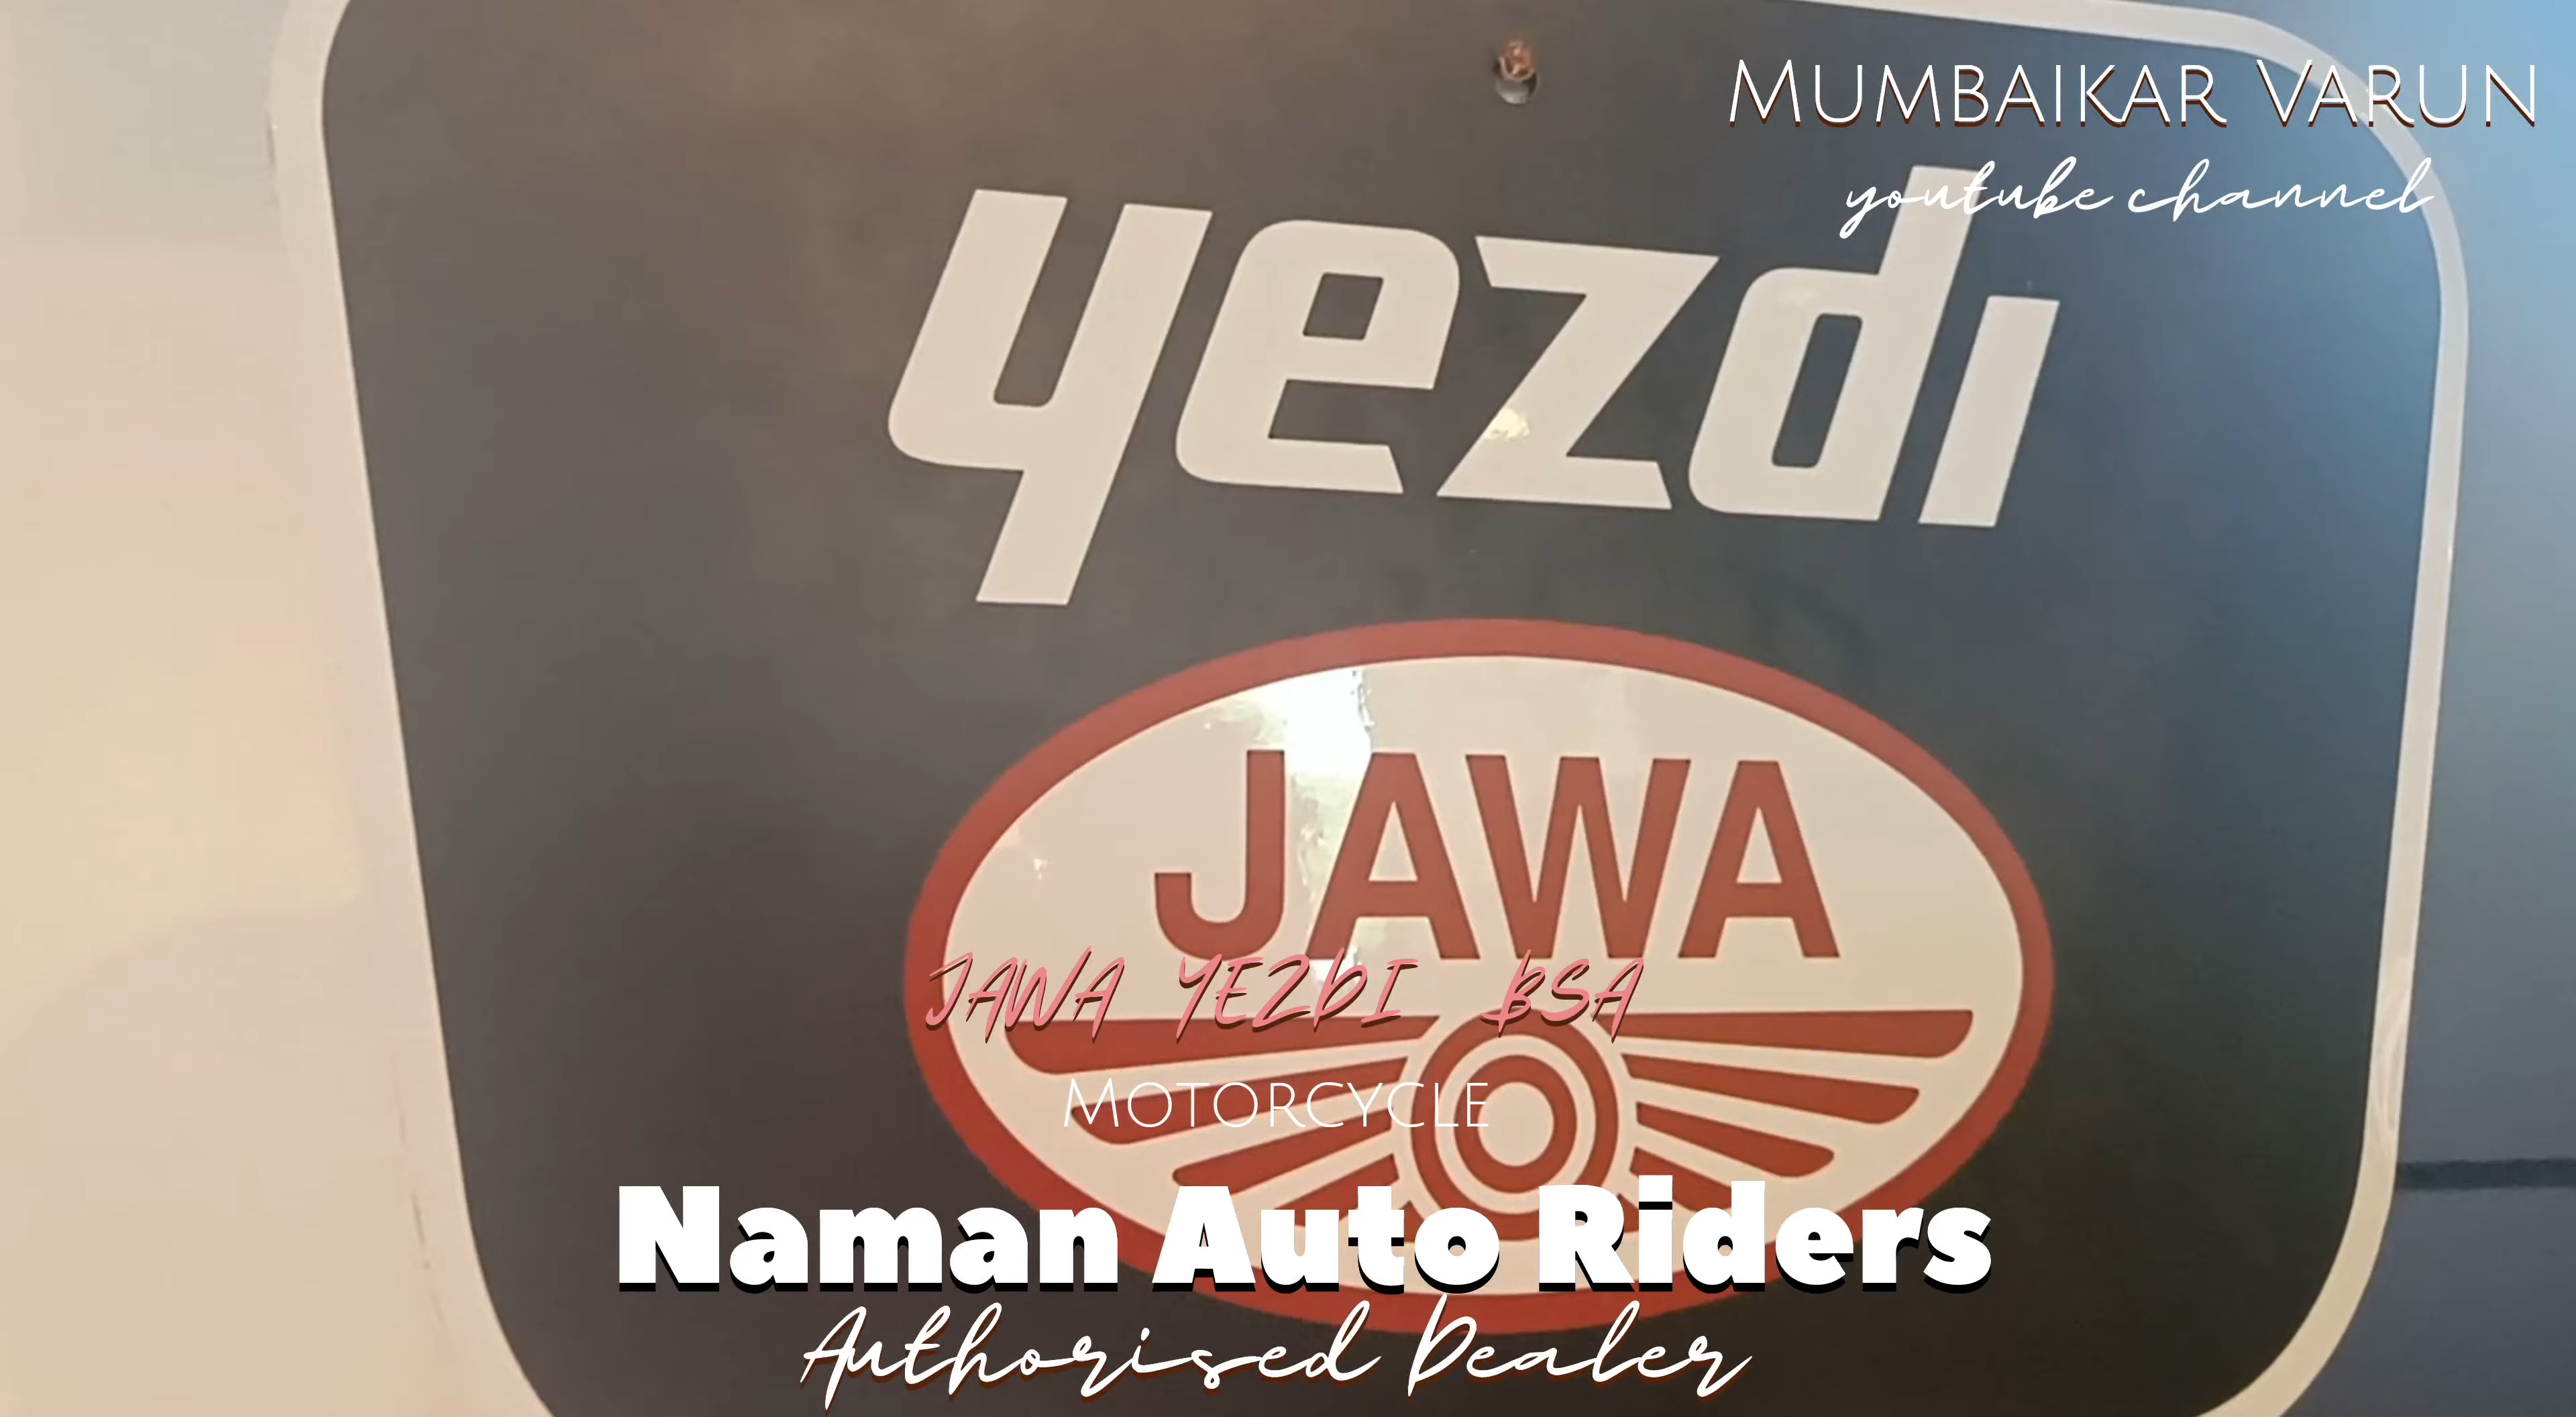 MUMBAIKAR VARUN
youtube channel
yezdi
JAWA
JAWA YEZDI BSA
MOTORCYCLE
Naman Auto Riders
Authorised Dealer